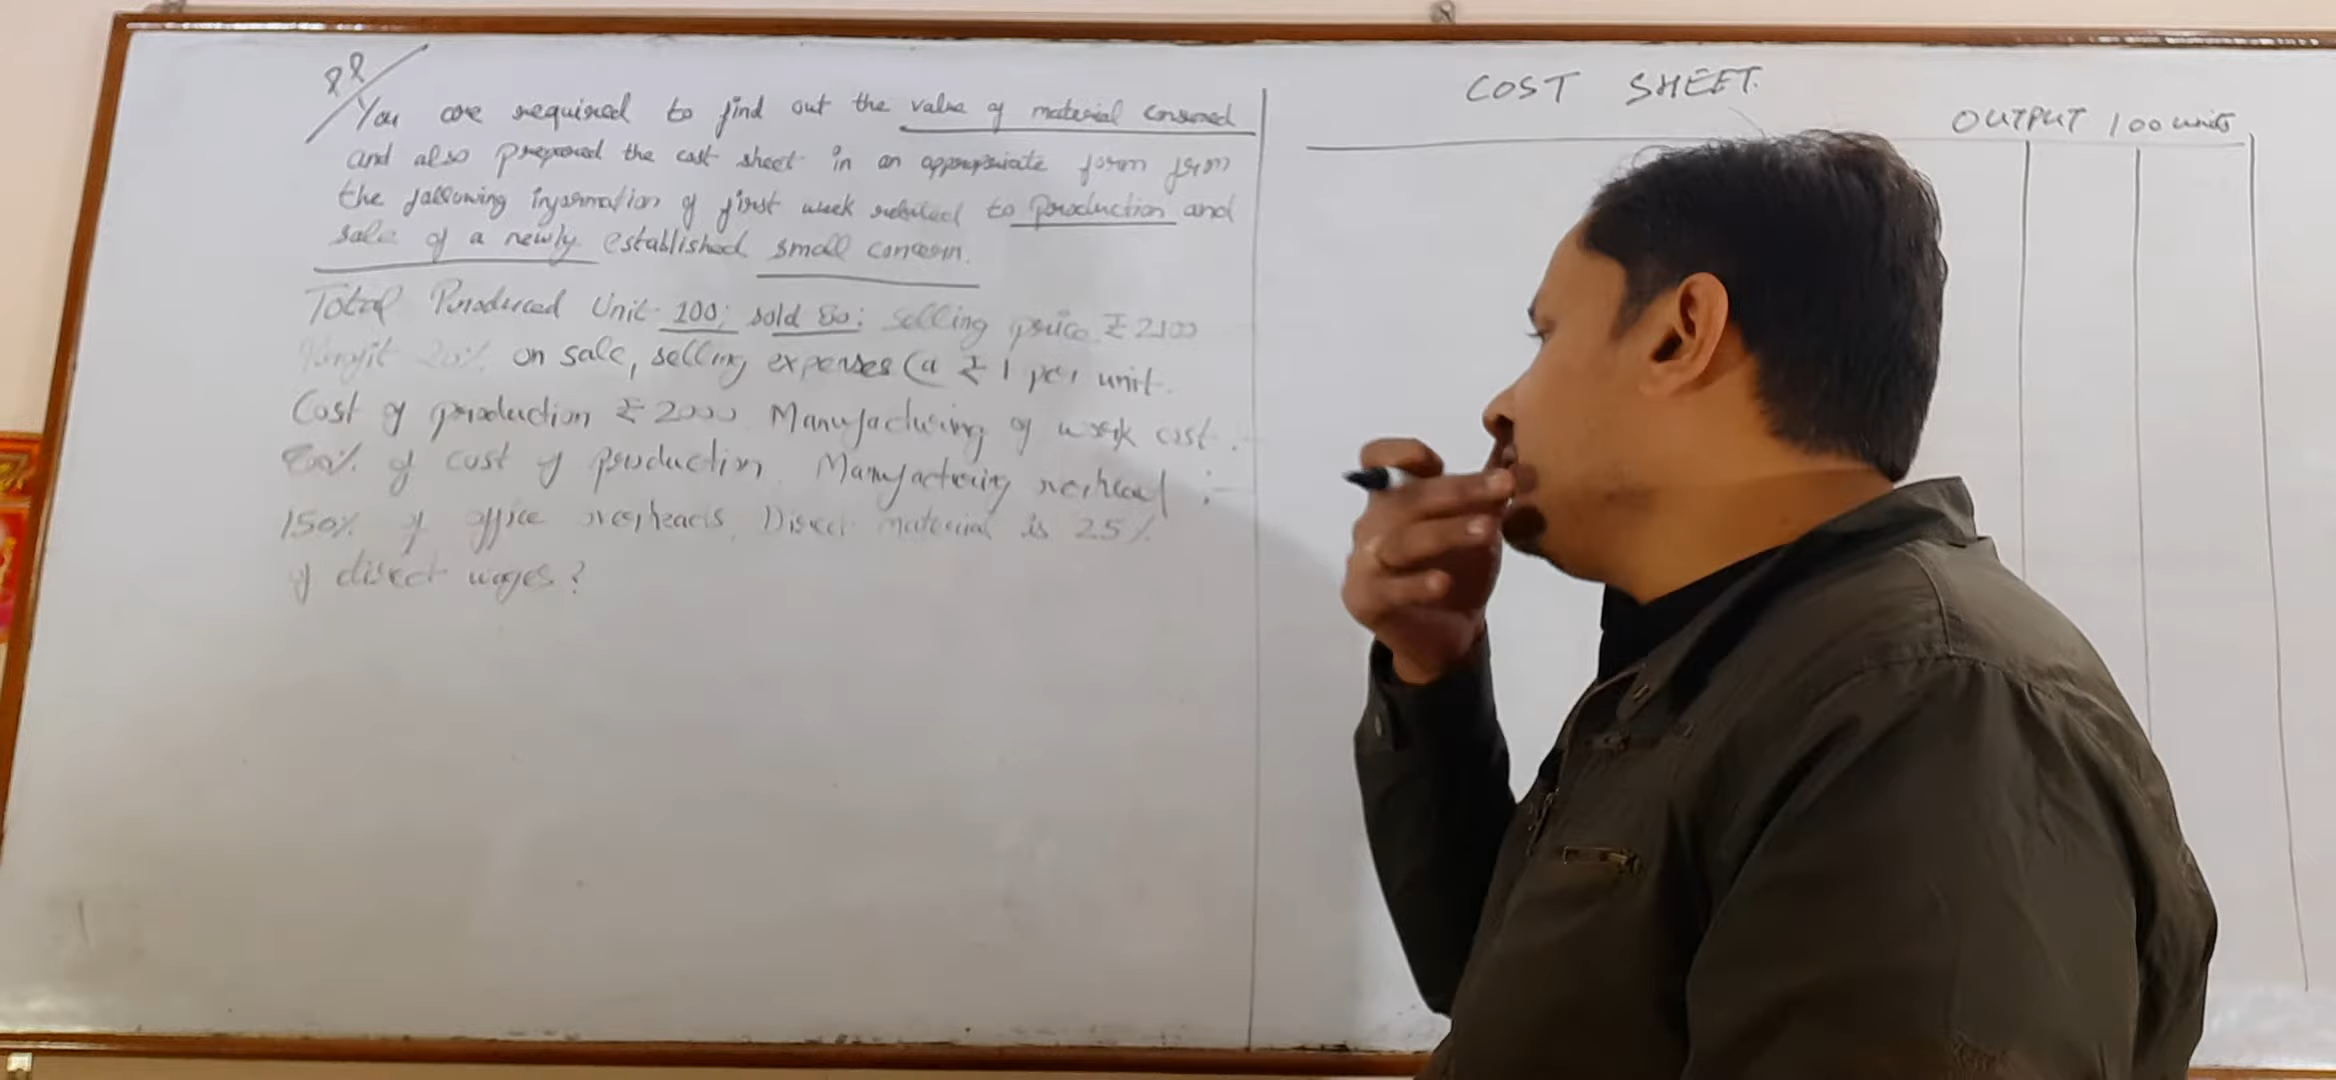 22
You are required to find out the value of material consumed
and also prepared the cost sheet in an appropriate form from
the following information of first week related to production and
sale of a newly established small concern.
Total Produced Unit 100; sold 80: selling price ₹
Profit 20% on sale, selling expenses @ ₹1 per unit.
Cost of production ₹ 2000 Manufacturing of work cost :-
80% of cost of production. Manufacturing overhead :-
150% of office overheads, Direct material is 25%
of direct wages?
COST SHEET.
OUTPUT 100 units